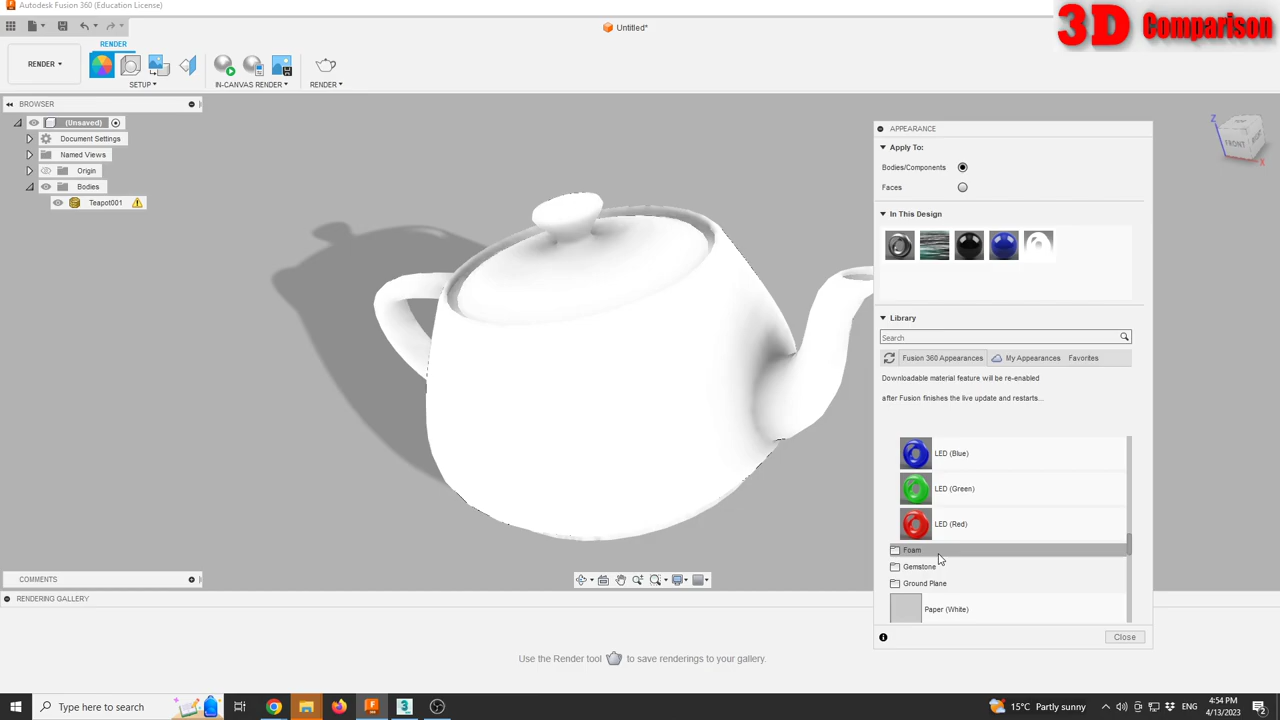 Autodesk Fusion 360 (Education License)
3D Comparison
Untitled*
RENDER
RENDER
SETUP
IN-CANVAS RENDER
RENDER
BROWSER
(Unsaved)
Document Settings
Named Views
Origin
Bodies
Teapot001
Z
FRONT
X
APPEARANCE
Apply To:
Bodies/Components
Faces
In This Design
Library
Search
Fusion 360 Appearances
My Appearances
Favorites
Downloadable material feature will be re-enabled
after Fusion finishes the live update and restarts...
LED (Blue)
LED (Green)
LED (Red)
Foam
Gemstone
Ground Plane
Paper (White)
Close
COMMENTS
RENDERING GALLERY
Use the Render tool to save renderings to your gallery.
Type here to search
15°C Partly sunny
ENG
4:54 PM
4/13/2023